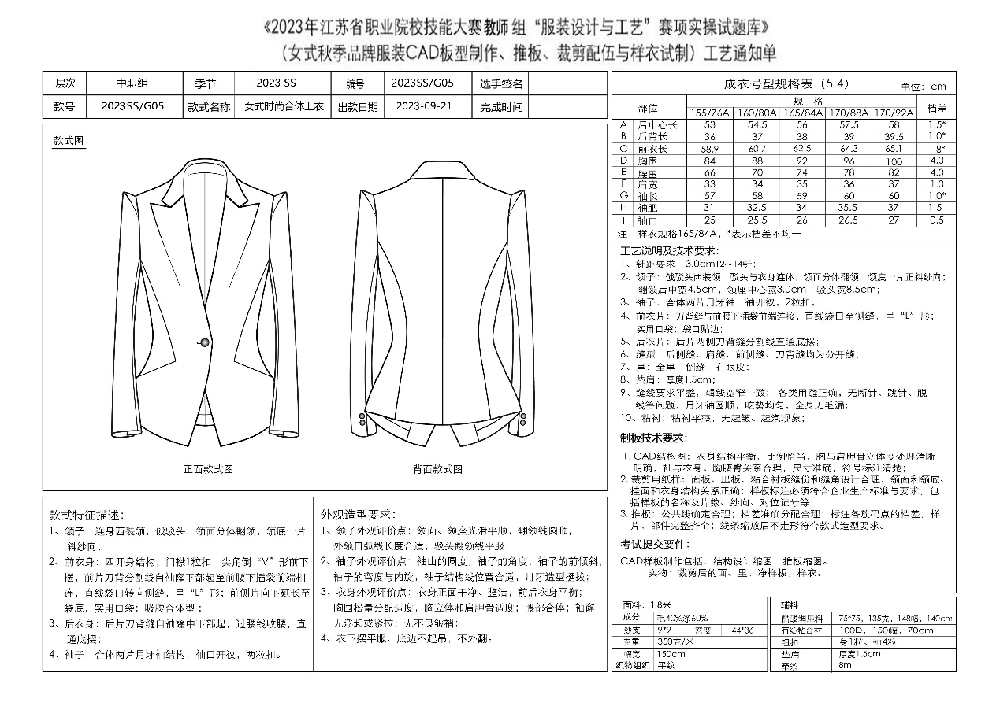 《2023年江苏省职业院校技能大赛教师组“服装设计与工艺”赛项实操试题库》
（女式秋季品牌服装CAD板型制作、推板、裁剪配伍与样衣试制）工艺通知单
层次 中职组 季节 2023 SS 编号 2023SS/G05 选手签名
款号 2023SS/G05 款式名称 女式时尚合体上衣 出款日期 2023-09-21 完成时间
款式图
正面款式图 背面款式图
款式特征描述：
1、领子：连身西装领，戗驳头，领面分体翻领，领底一片
斜纱向；
2、前衣身：四开身结构，门襟1粒扣，尖角倒“V”形前下
摆，前片刀背分割线自袖隆下部起至前腰下插袋前端相
连，直线袋口转向侧缝，呈“L”形；前侧片向下延长至
袋底，实用口袋；吸腰合体型；
3、后衣身：后片刀背缝自袖窿中下部起，过腰线收腰，直
通底摆；
4、袖子：合体两片月牙袖结构，袖口开衩，两粒扣。
外观造型要求：
1、领子外观评价点：领面、领座光滑平顺，翻领线圆顺，
外领口弧线长度合适，驳头翻领线平服；
2、袖子外观评价点：袖山的圆度，袖子的角度，袖子的前倾斜，
袖子的弯度与内旋，袖子结构线位置合适，月牙造型挺拔；
3、衣身外观评价点：衣身正面干净、整洁，前后衣身平衡；
胸围松量分配适度，胸立体和肩胛骨适度；腰部合体；袖窿
无浮起或紧拉；无不良皱褶；
4、衣下摆平服、底边不起吊，不外翻。
成衣号型规格表（5.4） 单位：cm
部位 规 格 档差
155/76A 160/80A 165/84A 170/88A 170/92A
A 后中心长 53 54.5 56 57.5 58 1.5*
B 后背长 36 37 38 39 39.5 1.0*
C 前衣长 58.9 60.7 62.5 64.3 65.1 1.8*
D 胸围 84 88 92 96 100 4.0
E 腰围 66 70 74 78 82 4.0
F 肩宽 33 34 35 36 37 1.0
G 袖长 57 58 59 60 60 1.0*
H 袖肥 31 32.5 34 35.5 37 1.5
I 袖口 25 25.5 26 26.5 27 0.5
注：样衣规格165/84A，*表示档差不均一
工艺说明及技术要求：
1、针距要求：3.0cm12～14针；
2、领子：戗驳头西装领，驳头与衣身连体，领面分体翻领，领底一片正斜纱向；
翻领后中宽4.5cm，领座中心宽3.0cm；驳头宽8.5cm；
3、袖子：合体两片月牙袖，袖开衩，2粒扣；
4、前衣片：刀背缝与前腰下插袋前端连接，直线袋口至侧缝，呈“L”形；
实用口袋；袋口贴边；
5、后衣片：后片两侧刀背缝分割线直通底摆；
6、缝型：后侧缝、肩缝、前侧缝、刀背缝均为分开缝；
7、里：全里，倒缝，有眼皮；
8、垫肩：厚度1.5cm；
9、缝线要求平整，缉线宽窄一致；各类用缝正确，无断针、跳针、脱
线等问题，月牙袖圆顺，吃势均匀，全身无毛漏；
10、粘衬：粘衬平整，无起皱、起泡现象；
制板技术要求：
1. CAD结构图：衣身结构平衡，比例恰当，胸与肩胛骨立体度处理清晰
明确，袖与衣身、胸腰臀关系合理，尺寸准确，符号标注清楚；
2. 裁剪用纸样：面板、里板、粘合衬板缝份和缝角设计合理，领面和领底、
挂面和衣身结构关系正确；样板标注必须符合企业生产标准与要求，包
括样板的名称及片数、纱向、对位记号等；
3. 推板：公共线确定合理；档差准确分配合理；标注各放码点的档差，样
片、部件完整齐全；线条缩放后不走形符合款式造型要求。
考试提交要件：
CAD样板制作包括：结构设计缩图，推板缩图。
实物：裁剪后的面、里、净样板，样衣。
面料：1.8米
成分 毛40%涤60%
纱支 9*9 密度 44*36
克重 350克/米
幅宽 150cm
织物组织 平纹
辅料
醋酸绸里料 75*75，135克，148幅，140cm
有纺粘合衬 100D，150幅，70cm
钮扣 身1粒、袖4粒
垫肩 厚度1.5cm
牵条 8m